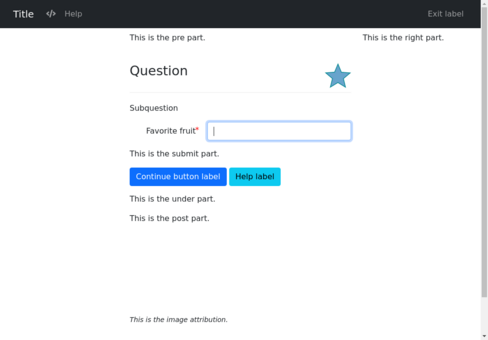 Title </> Help Exit label
This is the pre part. This is the right part.
Question
Subquestion
Favorite fruit*
This is the submit part.
Continue button label Help label
This is the under part.
This is the post part.
This is the image attribution.